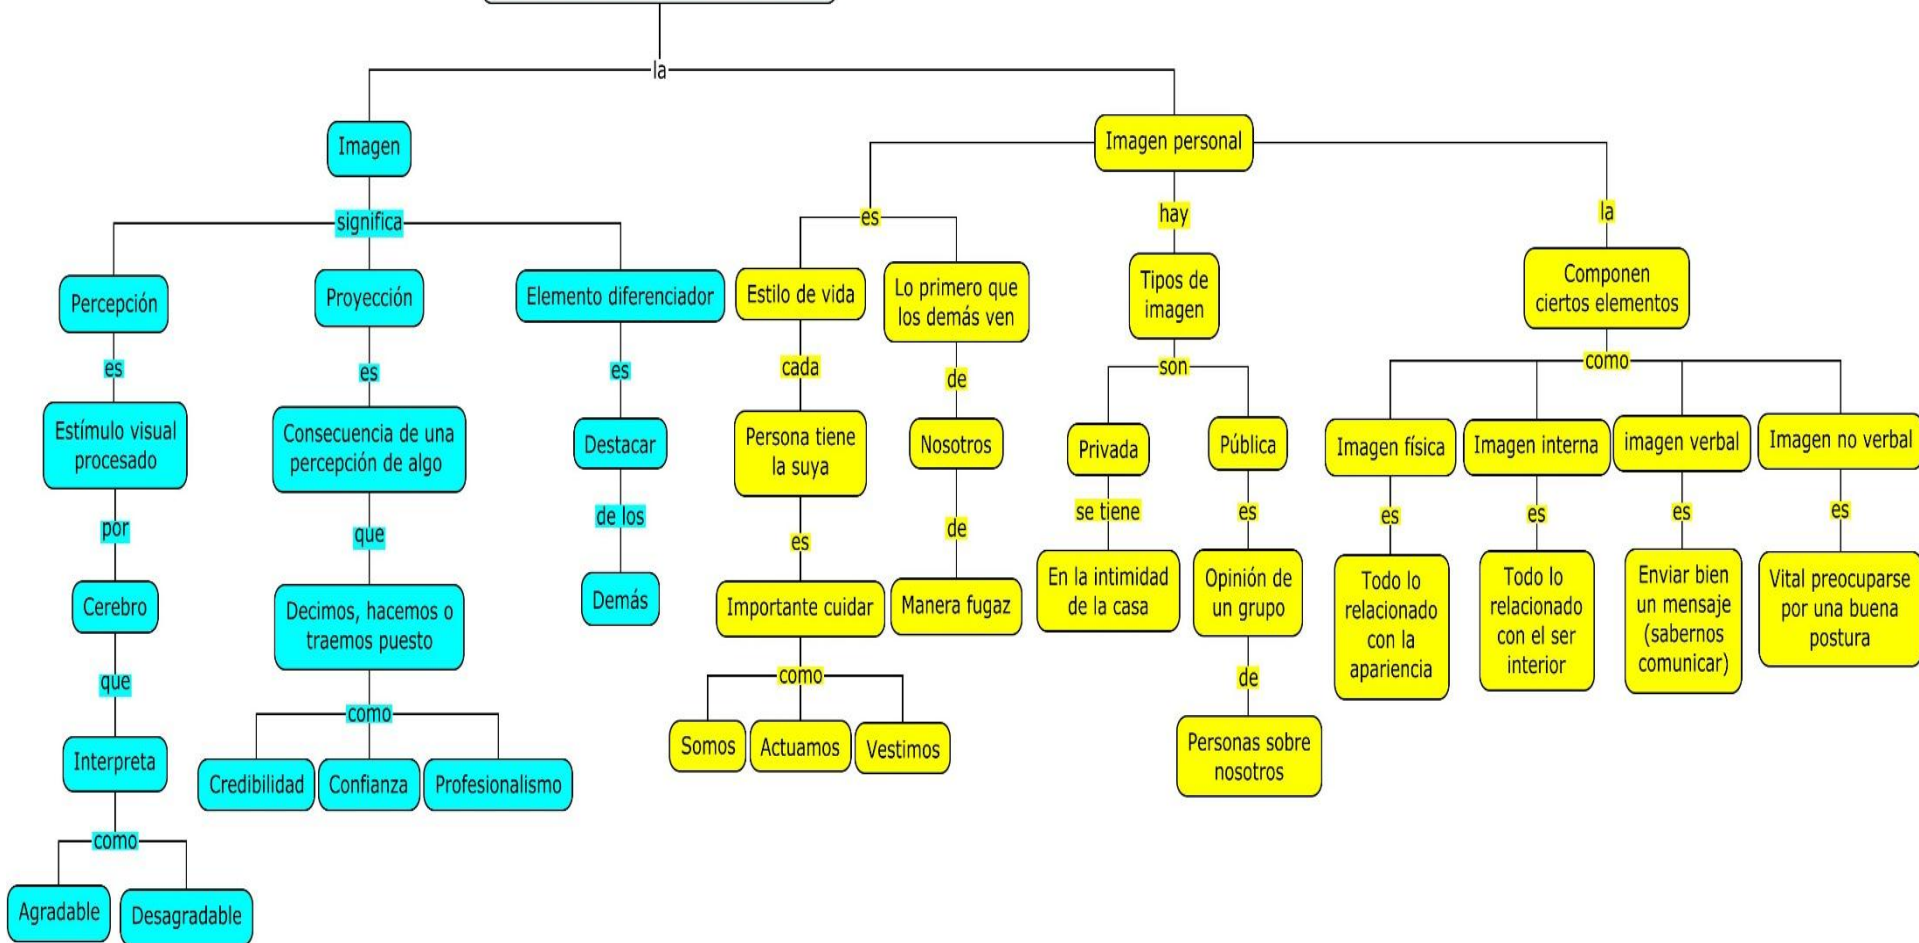 la
Imagen
Imagen personal
significa
es
hay
la
Percepción
Proyección
Elemento diferenciador
Estilo de vida
Lo primero que
los demás ven
Tipos de
imagen
Componen
ciertos elementos
es
es
es
cada
de
son
como
Estímulo visual
procesado
Consecuencia de una
percepción de algo
Destacar
Persona tiene
la suya
Nosotros
Privada
Pública
Imagen física
Imagen interna
imagen verbal
Imagen no verbal
por
que
de los
es
de
se tiene
es
es
es
es
es
Cerebro
Decimos, hacemos o
traemos puesto
Demás
Importante cuidar
Manera fugaz
En la intimidad
de la casa
Opinión de
un grupo
Todo lo
relacionado
con la
apariencia
Todo lo
relacionado
con el ser
interior
Enviar bien
un mensaje
(sabernos
comunicar)
Vital preocuparse
por una buena
postura
que
como
como
de
Interpreta
Credibilidad
Confianza
Profesionalismo
Somos
Actuamos
Vestimos
Personas sobre
nosotros
como
Agradable
Desagradable